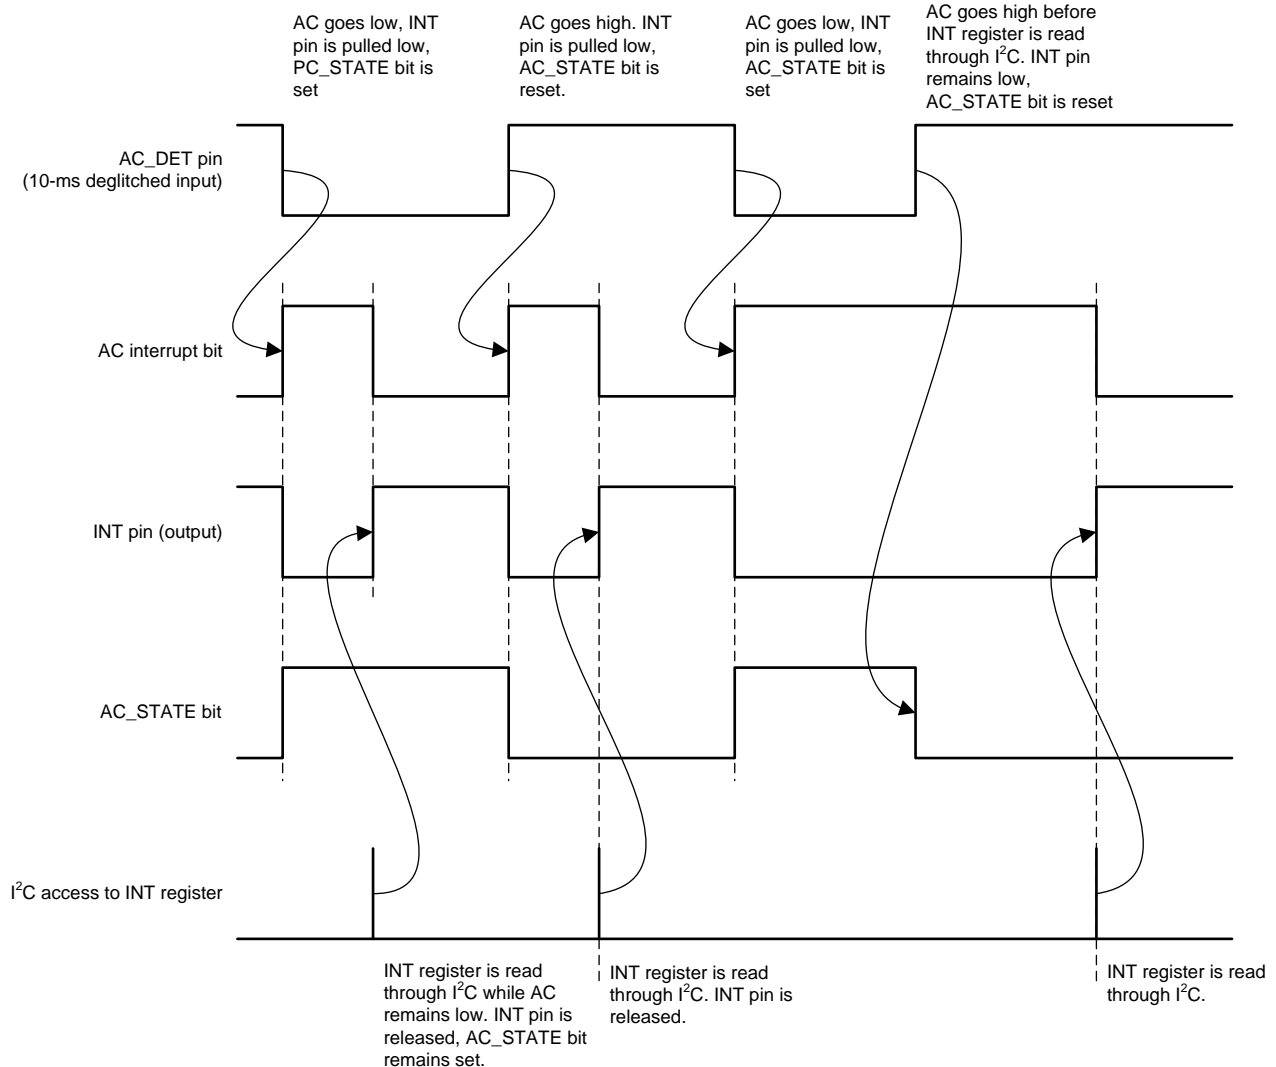 AC goes low, INT
pin is pulled low,
PC_STATE bit is
set
AC goes high. INT
pin is pulled low,
AC_STATE bit is
reset.
AC goes low, INT
pin is pulled low,
AC_STATE bit is
set
AC goes high before
INT register is read
through I²C. INT pin
remains low,
AC_STATE bit is reset
AC_DET pin
(10-ms deglitched input)
AC interrupt bit
INT pin (output)
AC_STATE bit
I²C access to INT register
INT register is read
through I²C while AC
remains low. INT pin is
released, AC_STATE bit
remains set.
INT register is read
through I²C. INT pin is
released.
INT register is read
through I²C.